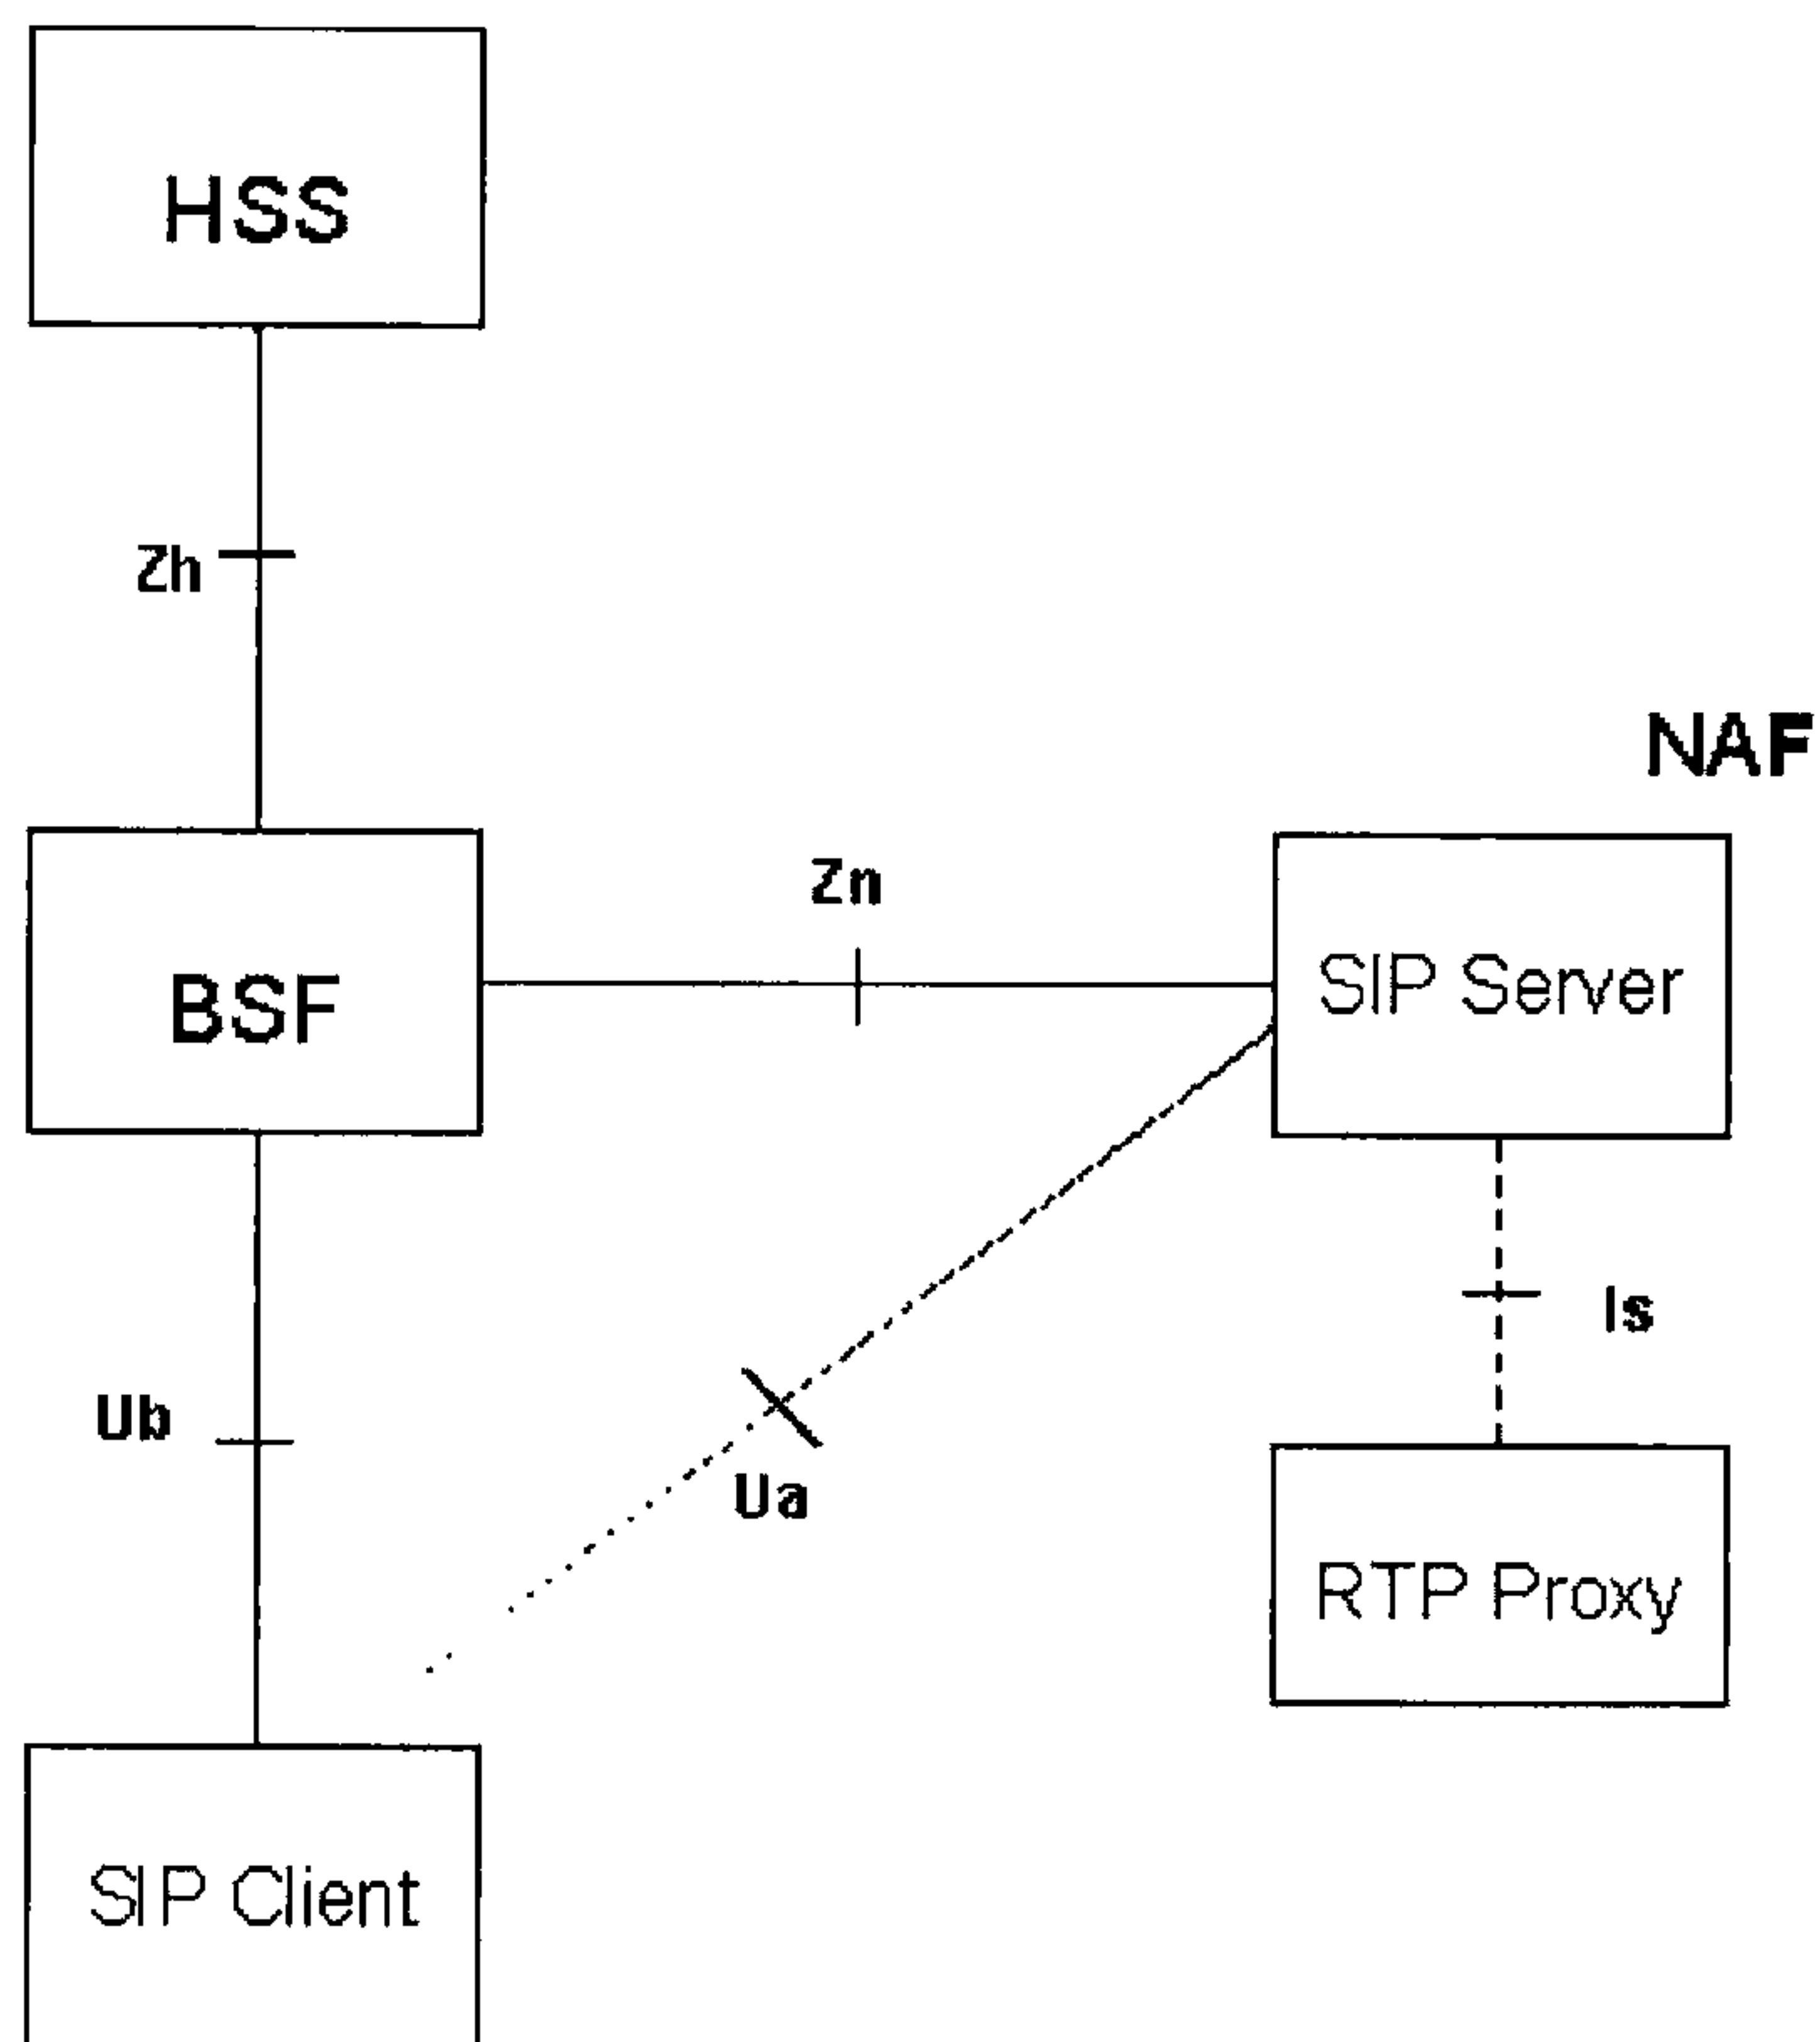 HSS
Zh
NAF
Zn
BSF
SIP Server
Is
Ub
Ua
RTP Proxy
SIP Client